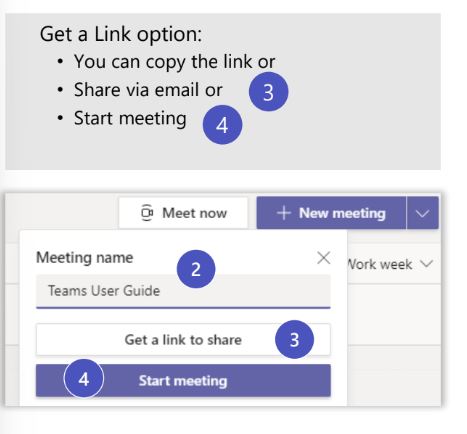 Get a Link option:
• You can copy the link or
• Share via email or 3
• Start meeting 4
Meet now + New meeting
Meeting name 2
Work week
Teams User Guide
Get a link to share 3
4 Start meeting